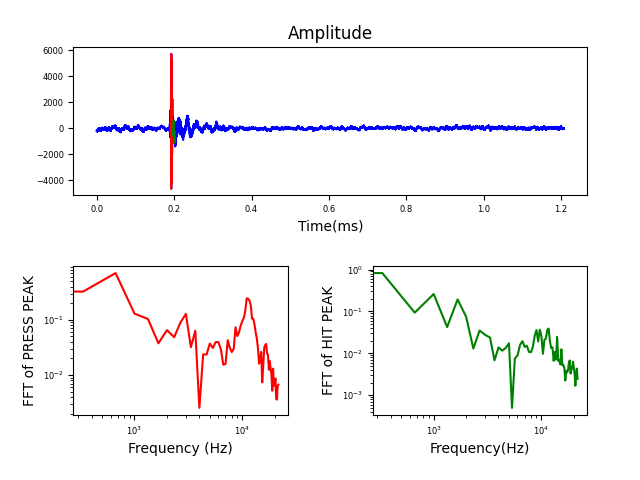 Amplitude
6000
4000
2000
0
−2000
−4000
0.0 0.2 0.4 0.6 0.8 1.0 1.2
Time(ms)
FFT of PRESS PEAK
10⁻¹
10⁻²
10³ 10⁴
Frequency (Hz)
FFT of HIT PEAK
10⁰
10⁻¹
10⁻²
10⁻³
10³ 10⁴
Frequency(Hz)